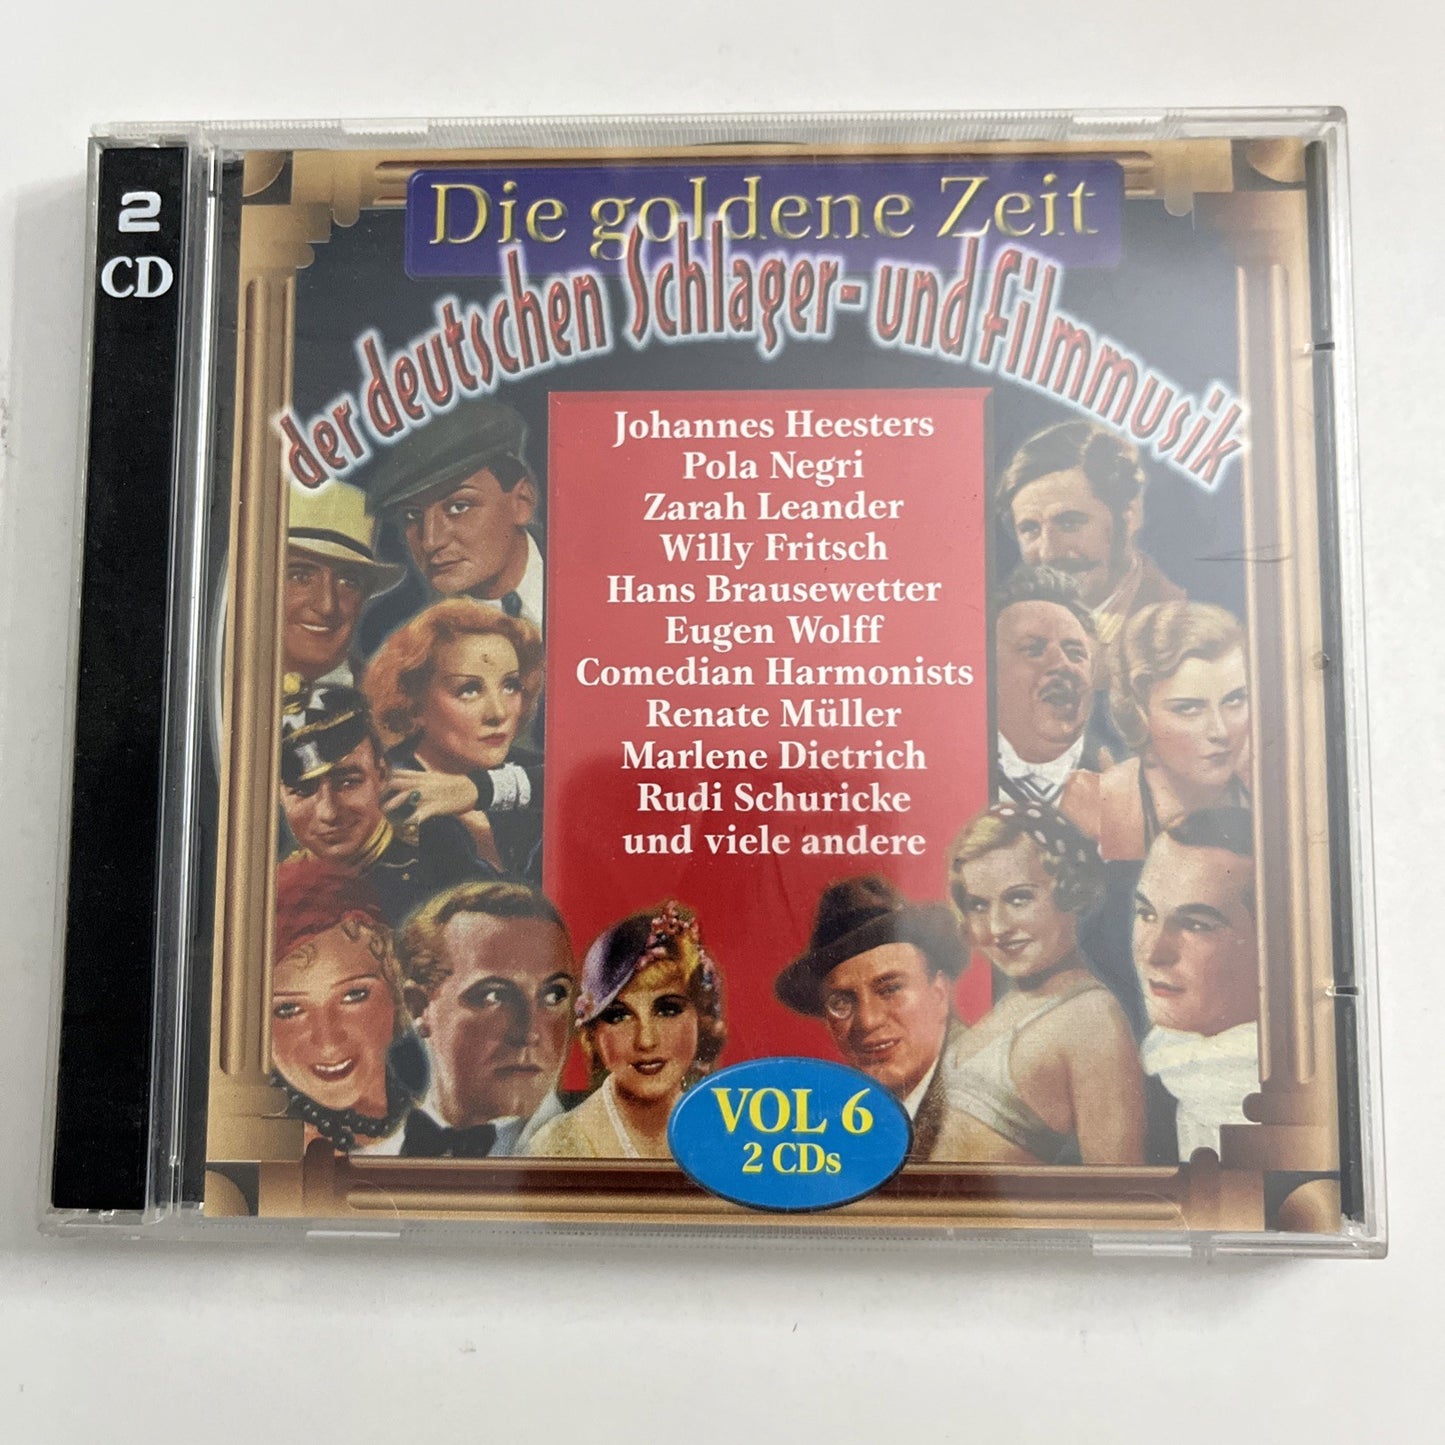 2
CD
Die goldene Zeit
der deutschen Schlager- und Filmmusik
Johannes Heesters
Pola Negri
Zarah Leander
Willy Fritsch
Hans Brausewetter
Eugen Wolff
Comedian Harmonists
Renate Müller
Marlene Dietrich
Rudi Schuricke
und viele andere
VOL 6
2 CDs